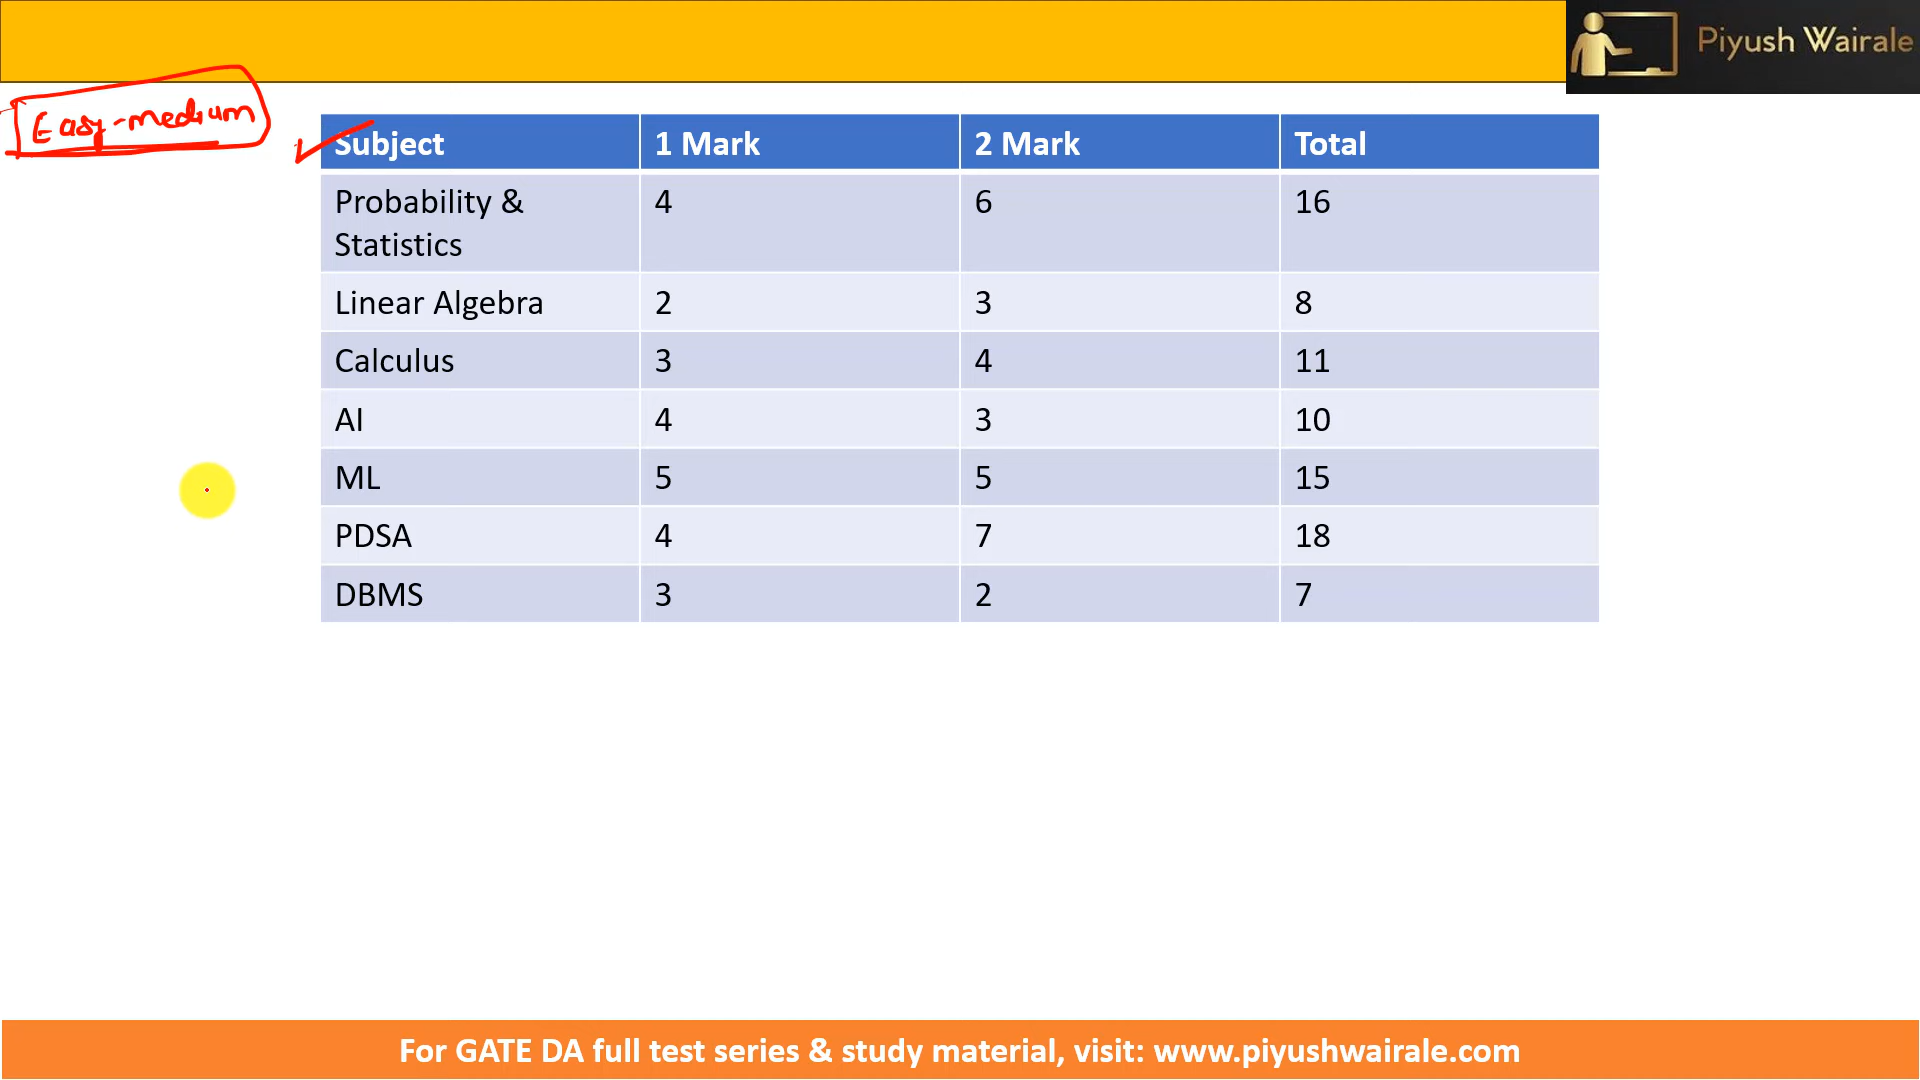 Piyush Wairale
Easy-medium
Subject 1 Mark 2 Mark Total
Probability & Statistics 4 6 16
Linear Algebra 2 3 8
Calculus 3 4 11
AI 4 3 10
ML 5 5 15
PDSA 4 7 18
DBMS 3 2 7
For GATE DA full test series & study material, visit: www.piyushwairale.com